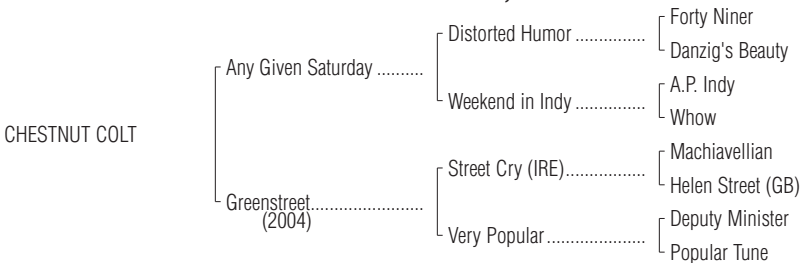 Forty Niner
Distorted Humor ...............
Danzig's Beauty
Any Given Saturday ..........
A.P. Indy
Weekend in Indy ...............
Whow
CHESTNUT COLT
Machiavellian
Street Cry (IRE).................
Helen Street (GB)
Greenstreet........................
(2004)
Deputy Minister
Very Popular.....................
Popular Tune